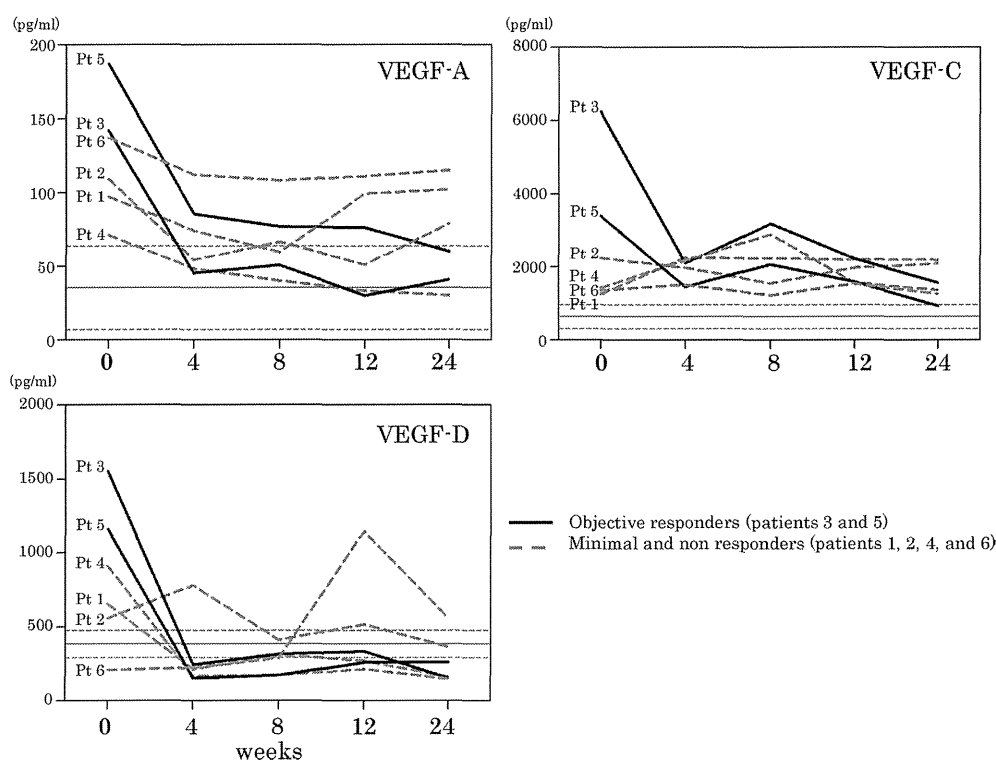 (pg/ml)
200
150
100
50
0
VEGF-A
Pt 5
Pt 3
Pt 6
Pt 2
Pt 1
Pt 4
0 4 8 12 24
(pg/ml)
8000
6000
4000
2000
0
VEGF-C
Pt 3
Pt 5
Pt 2
Pt 4
Pt 6
Pt 1
0 4 8 12 24
(pg/ml)
2000
1500
1000
500
0
VEGF-D
Pt 3
Pt 5
Pt 4
Pt 1
Pt 2
Pt 6
0 4 8 12 24
weeks
Objective responders (patients 3 and 5)
Minimal and non responders (patients 1, 2, 4, and 6)